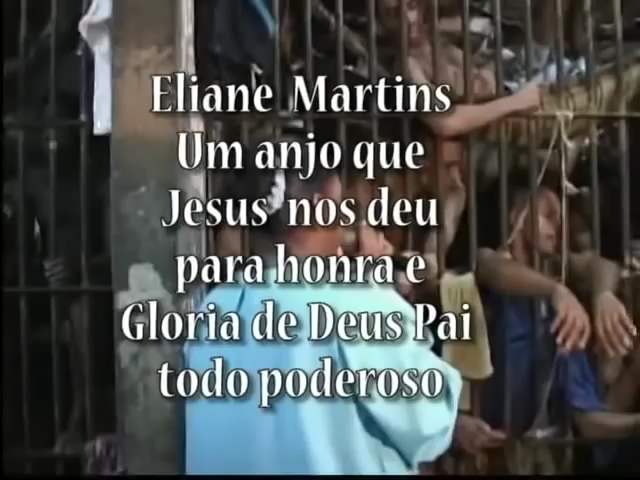 Eliane Martins
Um anjo que
Jesus nos deu
para honra e
Gloria de Deus Pai
todo poderoso